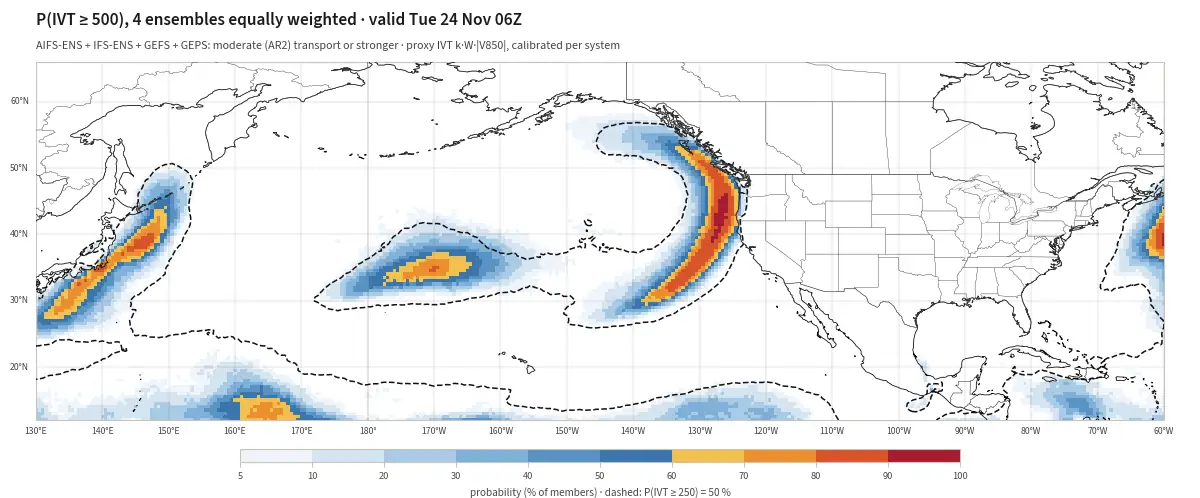 P(IVT ≥ 500), 4 ensembles equally weighted · valid Tue 24 Nov 06Z
AIFS-ENS + IFS-ENS + GEFS + GEPS: moderate (AR2) transport or stronger · proxy IVT k·W·|V850|, calibrated per system
60°N
50°N
40°N
30°N
20°N
130°E 140°E 150°E 160°E 170°E 180° 170°W 160°W 150°W 140°W 130°W 120°W 110°W 100°W 90°W 80°W 70°W 60°W
5 10 20 30 40 50 60 70 80 90 100
probability (% of members) · dashed: P(IVT ≥ 250) = 50 %